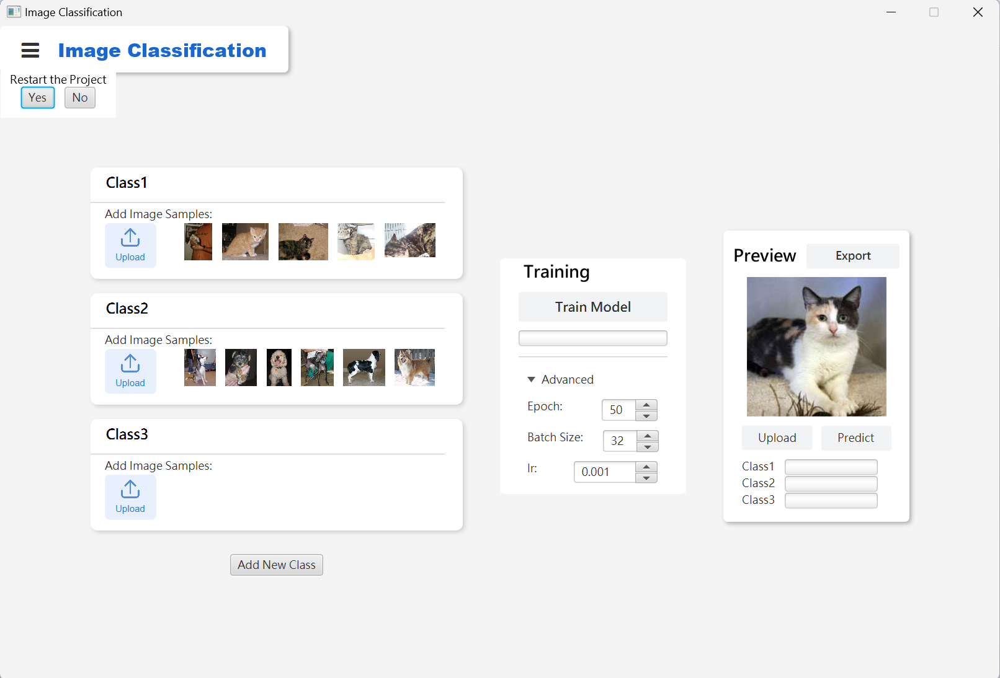 Image Classification
Image Classification
Restart the Project
Yes No
Class1
Add Image Samples:
Upload
Class2
Add Image Samples:
Upload
Class3
Add Image Samples:
Upload
Add New Class
Training
Train Model
Advanced
Epoch: 50
Batch Size: 32
lr: 0.001
Preview Export
Upload Predict
Class1
Class2
Class3